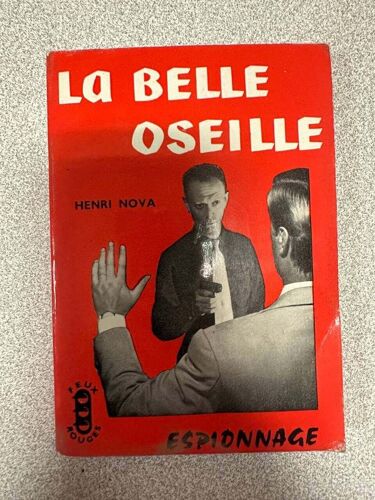 La BELLE
OSEILLE
HENRI NOVA
FEUX
ROUGES
ESPIONNAGE